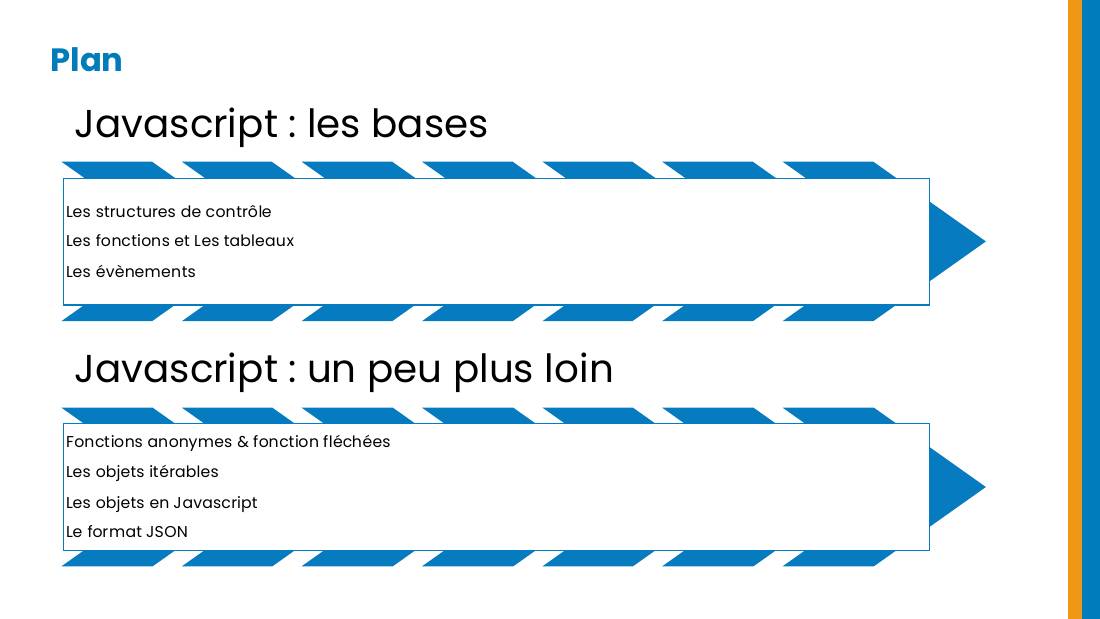 Plan
Javascript : les bases
Les structures de contrôle
Les fonctions et Les tableaux
Les évènements
Javascript : un peu plus loin
Fonctions anonymes & fonction fléchées
Les objets itérables
Les objets en Javascript
Le format JSON